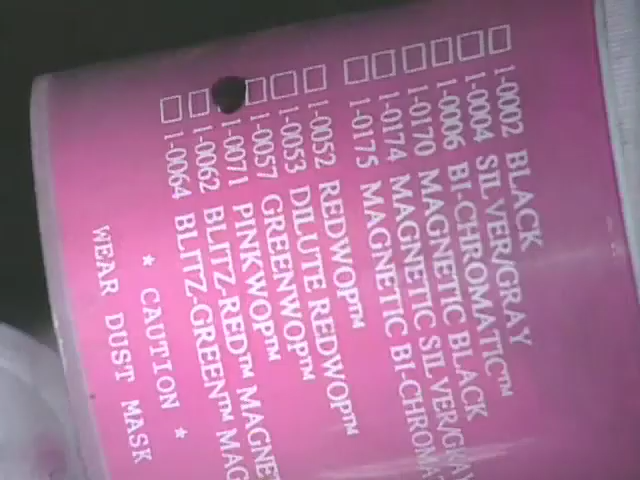 1-0002 BLACK
1-0004 SILVER/GRAY
1-0006 BI-CHROMATIC™
1-0170 MAGNETIC BLACK
1-0174 MAGNETIC SILVER/GRAY
1-0175 MAGNETIC BI-CHROMA
1-0052 REDWOP™
1-0053 DILUTE REDWOP™
1-0057 GREENWOP™
1-0071 PINKWOP™
1-0062 BLITZ-RED™ MAGNE
1-0064 BLITZ-GREEN™ MAG
* CAUTION *
WEAR DUST MASK